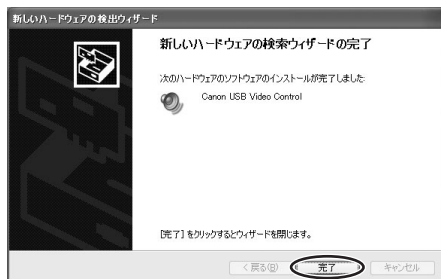 新しいハードウェアの検出ウィザード
新しいハードウェアの検索ウィザードの完了
次のハードウェアのソフトウェアのインストールが完了しました:
Canon USB Video Control
[完了] をクリックするとウィザードを閉じます。
< 戻る(B)
完了
キャンセル